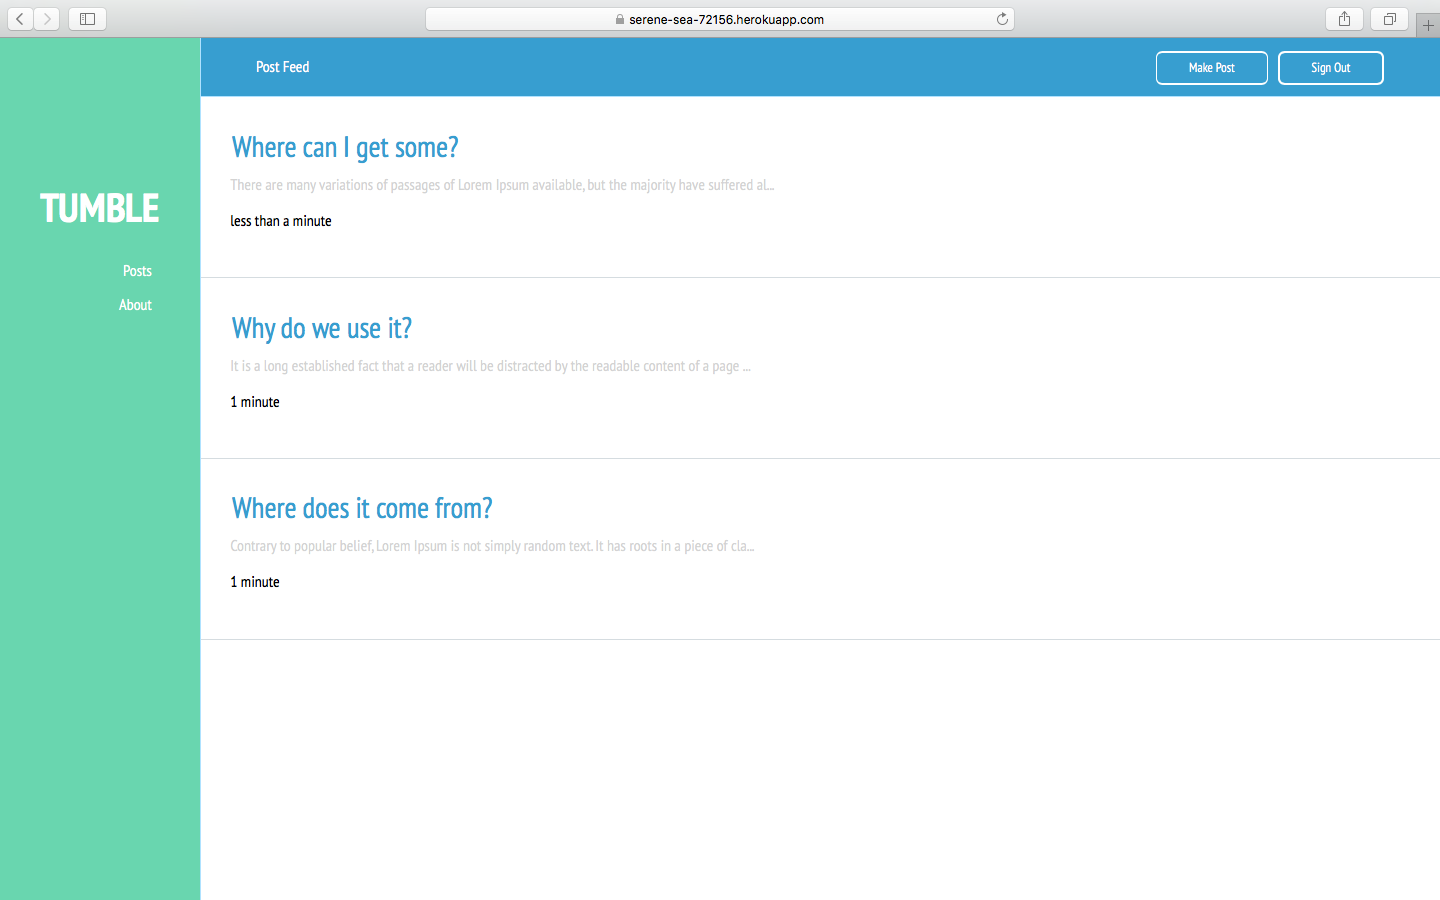 serene-sea-72156.herokuapp.com
Post Feed
Make Post
Sign Out
TUMBLE
Posts
About
Where can I get some?
There are many variations of passages of Lorem Ipsum available, but the majority have suffered al...
less than a minute
Why do we use it?
It is a long established fact that a reader will be distracted by the readable content of a page ...
1 minute
Where does it come from?
Contrary to popular belief, Lorem Ipsum is not simply random text. It has roots in a piece of cla...
1 minute